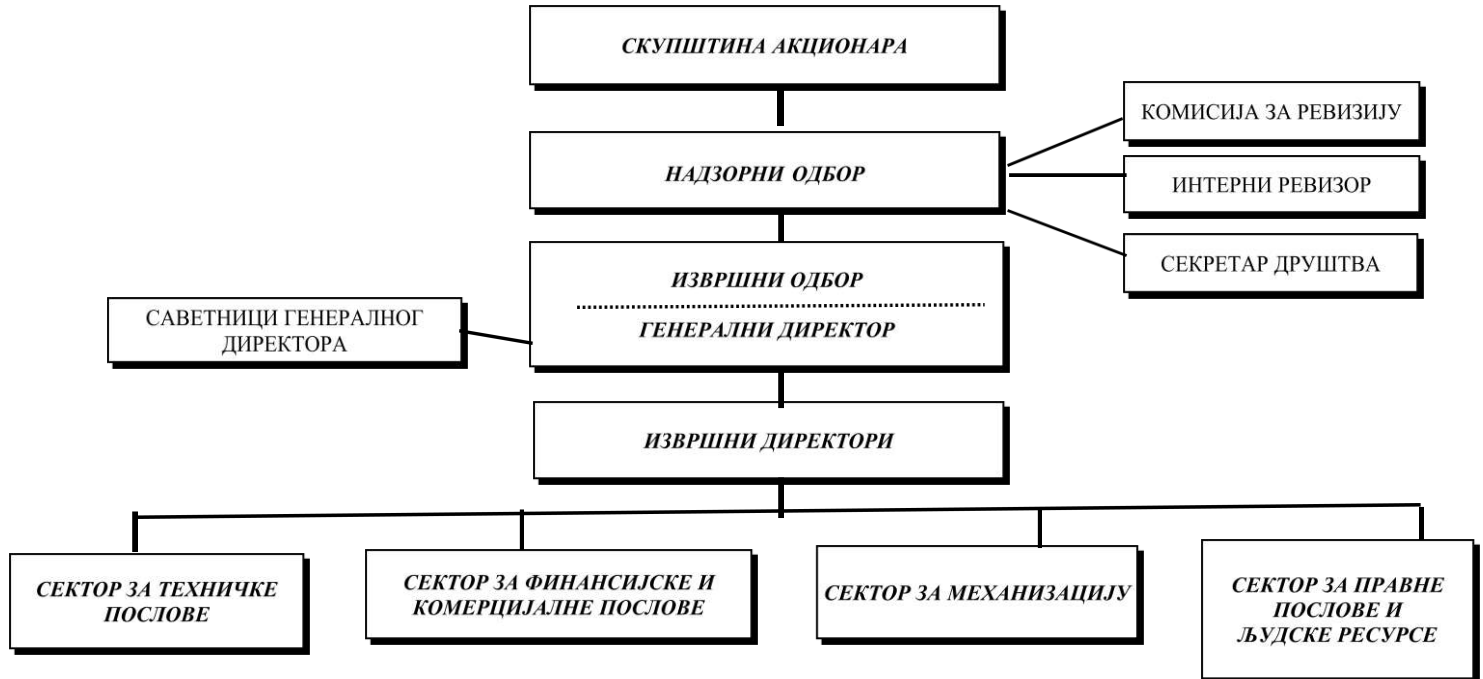 СКУПШТИНА АКЦИОНАРА
КОМИСИЈА ЗА РЕВИЗИЈУ
НАДЗОРНИ ОДБОР
ИНТЕРНИ РЕВИЗОР
СЕКРЕТАР ДРУШТВА
ИЗВРШНИ ОДБОР
ГЕНЕРАЛНИ ДИРЕКТОР
САВЕТНИЦИ ГЕНЕРАЛНОГ
ДИРЕКТОРА
ИЗВРШНИ ДИРЕКТОРИ
СЕКТОР ЗА ТЕХНИЧКЕ
ПОСЛОВЕ
СЕКТОР ЗА ФИНАНСИЈСКЕ И
КОМЕРЦИЈАЛНЕ ПОСЛОВЕ
СЕКТОР ЗА МЕХАНИЗАЦИЈУ
СЕКТОР ЗА ПРАВНЕ
ПОСЛОВЕ И
ЉУДСКЕ РЕСУРСЕ